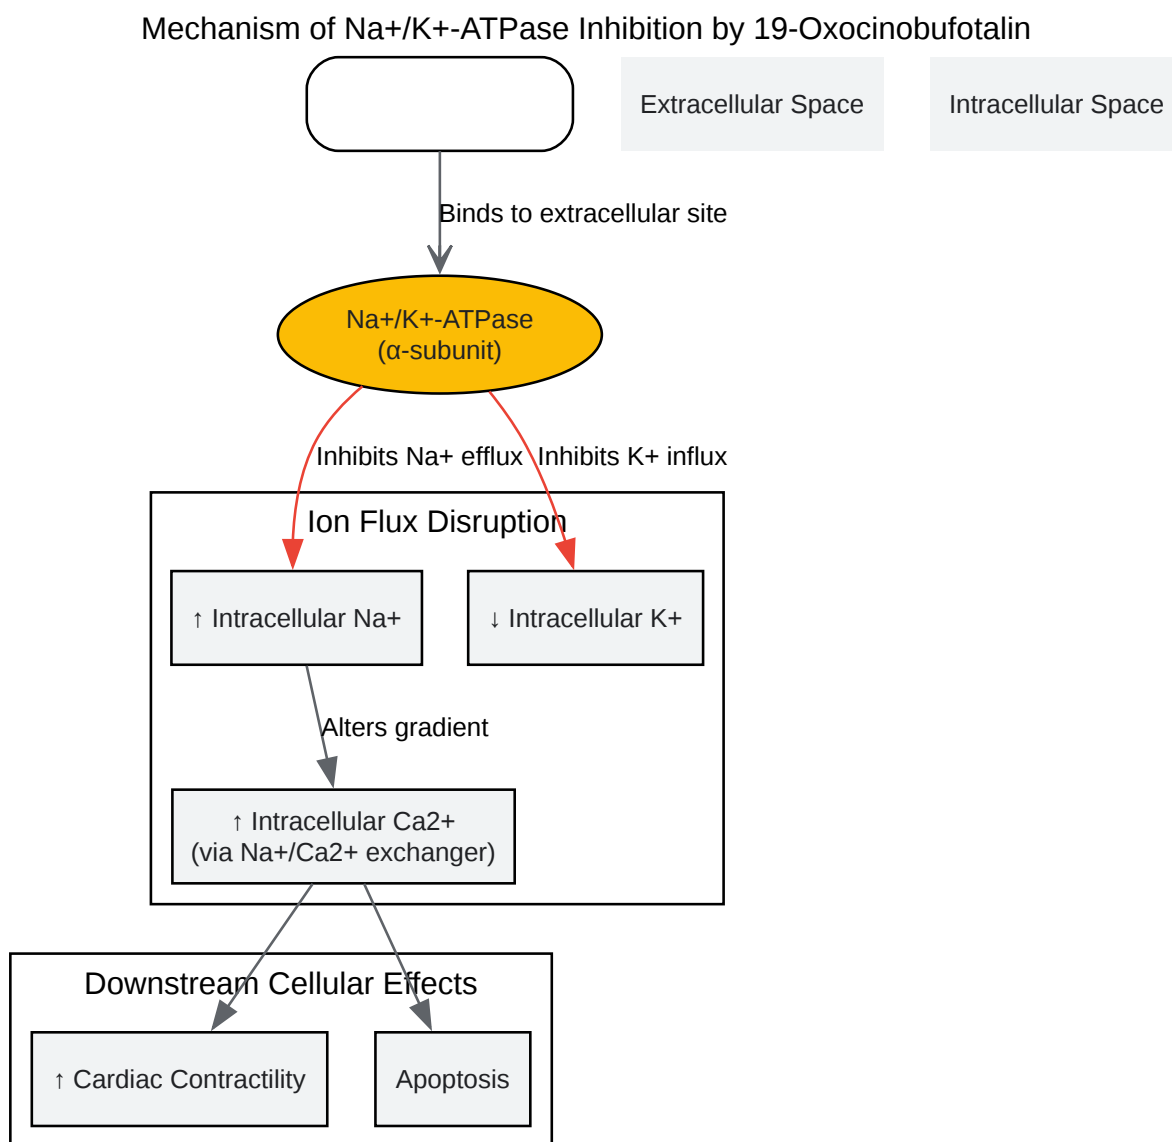 Mechanism of Na+/K+-ATPase Inhibition by 19-Oxocinobufotalin
Extracellular Space
Intracellular Space
Binds to extracellular site
Na+/K+-ATPase
(α-subunit)
Inhibits Na+ efflux
Inhibits K+ influx
Ion Flux Disruption
↑ Intracellular Na+
↓ Intracellular K+
Alters gradient
↑ Intracellular Ca2+
(via Na+/Ca2+ exchanger)
Downstream Cellular Effects
↑ Cardiac Contractility
Apoptosis